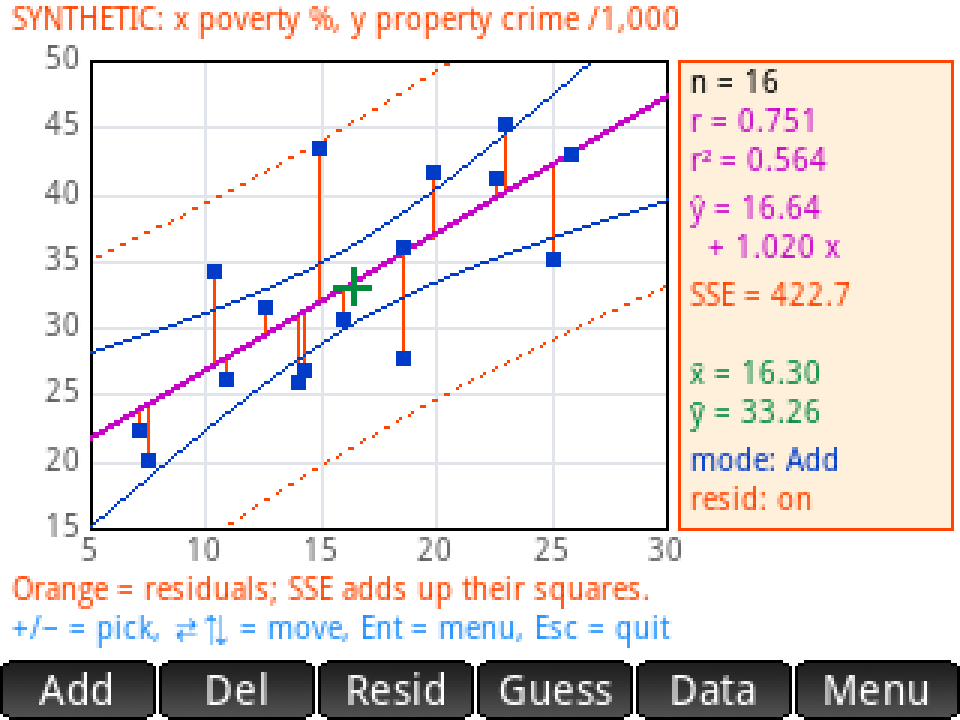 SYNTHETIC: x poverty %, y property crime /1,000
50
45
40
35
30
25
20
15
5 10 15 20 25 30
n = 16
r = 0.751
r² = 0.564
ŷ = 16.64
+ 1.020 x
SSE = 422.7
x̄ = 16.30
ȳ = 33.26
mode: Add
resid: on
Orange = residuals; SSE adds up their squares.
+/− = pick, ⇄ ⇅ = move, Ent = menu, Esc = quit
Add Del Resid Guess Data Menu